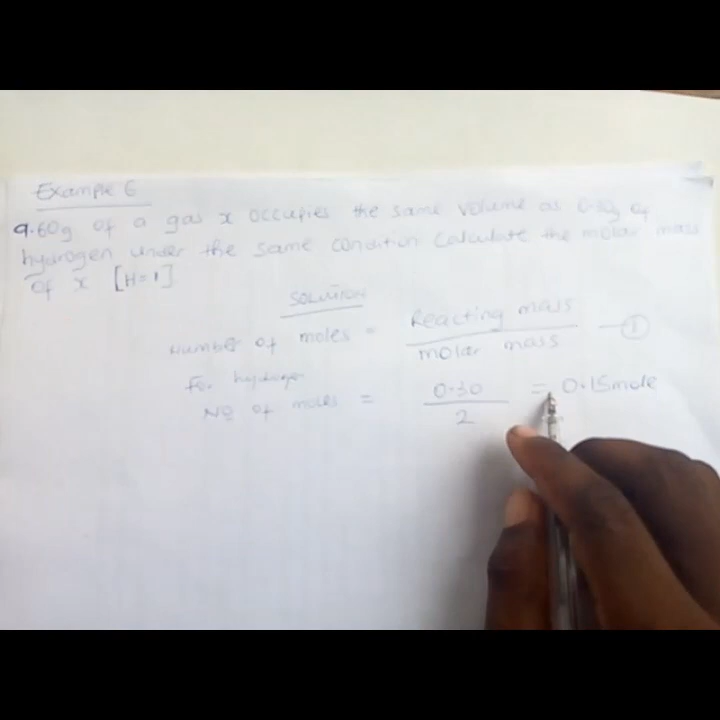 Example 6
9.60g of a gas x occupies the same volume as 0.30g of
hydrogen under the same condition calculate the molar mass
of x [H=1]
SOLUTION
Number of moles = Reacting mass / molar mass — ①
For hydrogen
No of moles = 0.30 / 2 = 0.15mole